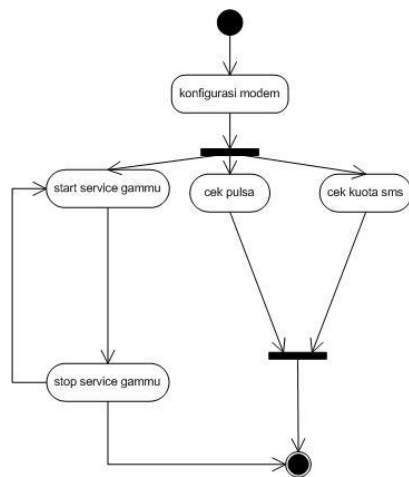 konfigurasi modem
start service gammu
cek pulsa
cek kuota sms
stop service gammu